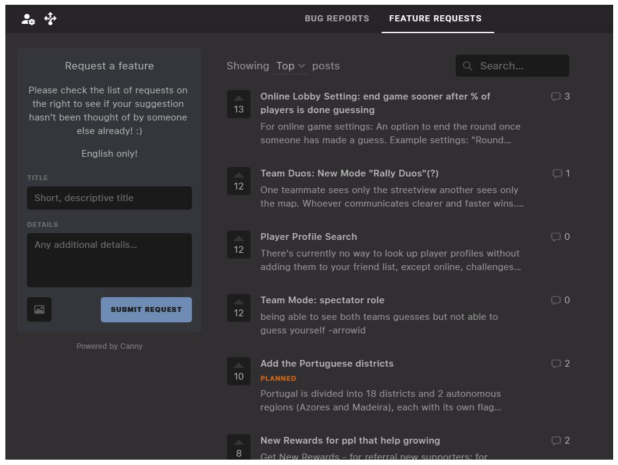 BUG REPORTS
FEATURE REQUESTS
Request a feature
Please check the list of requests on
the right to see if your suggestion
hasn't been thought of by someone
else already! :)
English only!
TITLE
Short, descriptive title
DETAILS
Any additional details...
SUBMIT REQUEST
Powered by Canny
Showing Top posts
Search...
13
Online Lobby Setting: end game sooner after % of
players is done guessing
3
For online game settings: An option to end the round once
someone has made a guess. Example settings: "Round...
12
Team Duos: New Mode "Rally Duos"(?)
1
One teammate sees only the streetview another sees only
the map. Whoever communicates clearer and faster wins....
12
Player Profile Search
0
There's currently no way to look up player profiles without
adding them to your friend list, except online, challenges...
12
Team Mode: spectator role
0
being able to see both teams guesses but not able to
guess yourself -arrowid
10
Add the Portuguese districts
2
PLANNED
Portugal is divided into 18 districts and 2 autonomous
regions (Azores and Madeira), each with its own flag...
8
New Rewards for ppl that help growing
2
Get New Rewards - for referral new supporters: for